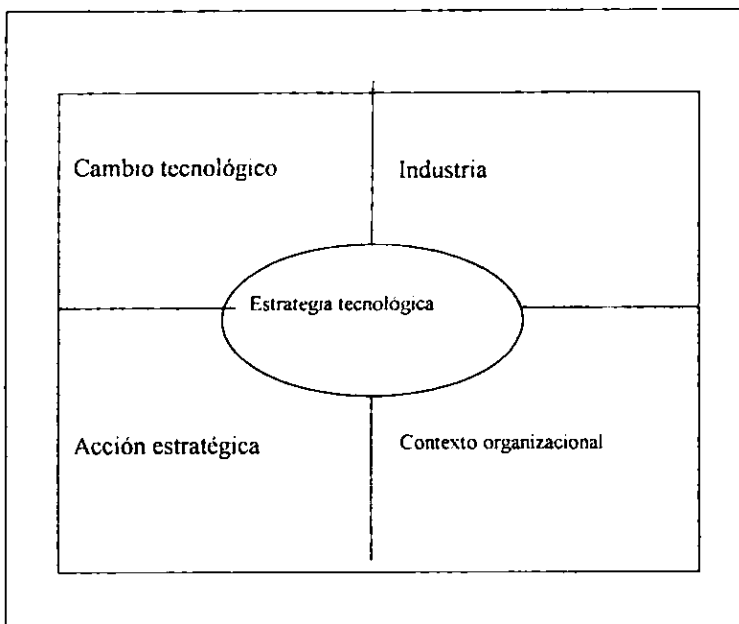 Cambio tecnológico
Industria
Estrategia tecnológica
Acción estratégica
Contexto organizacional